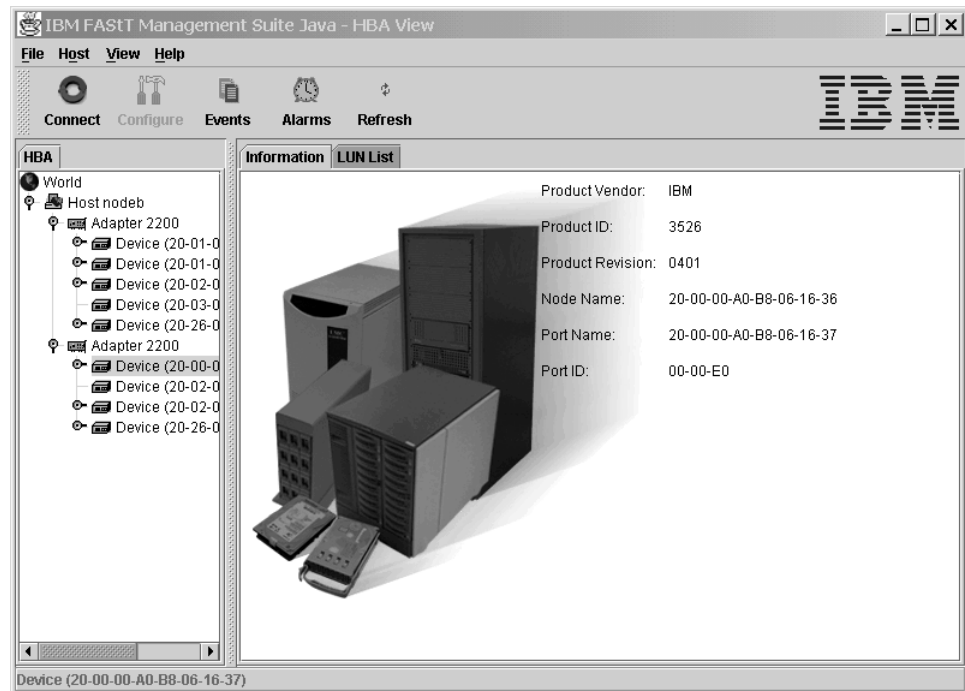 IBM FAStT Management Suite Java - HBA View
File Host View Help
Connect Configure Events Alarms Refresh
IBM
HBA
Information LUN List
World
Host nodeb
Adapter 2200
Device (20-01-0
Device (20-01-0
Device (20-02-0
Device (20-03-0
Device (20-26-0
Adapter 2200
Device (20-00-0
Device (20-02-0
Device (20-02-0
Device (20-26-0
Product Vendor: IBM
Product ID: 3526
Product Revision: 0401
Node Name: 20-00-00-A0-B8-06-16-36
Port Name: 20-00-00-A0-B8-06-16-37
Port ID: 00-00-E0
Device (20-00-00-A0-B8-06-16-37)